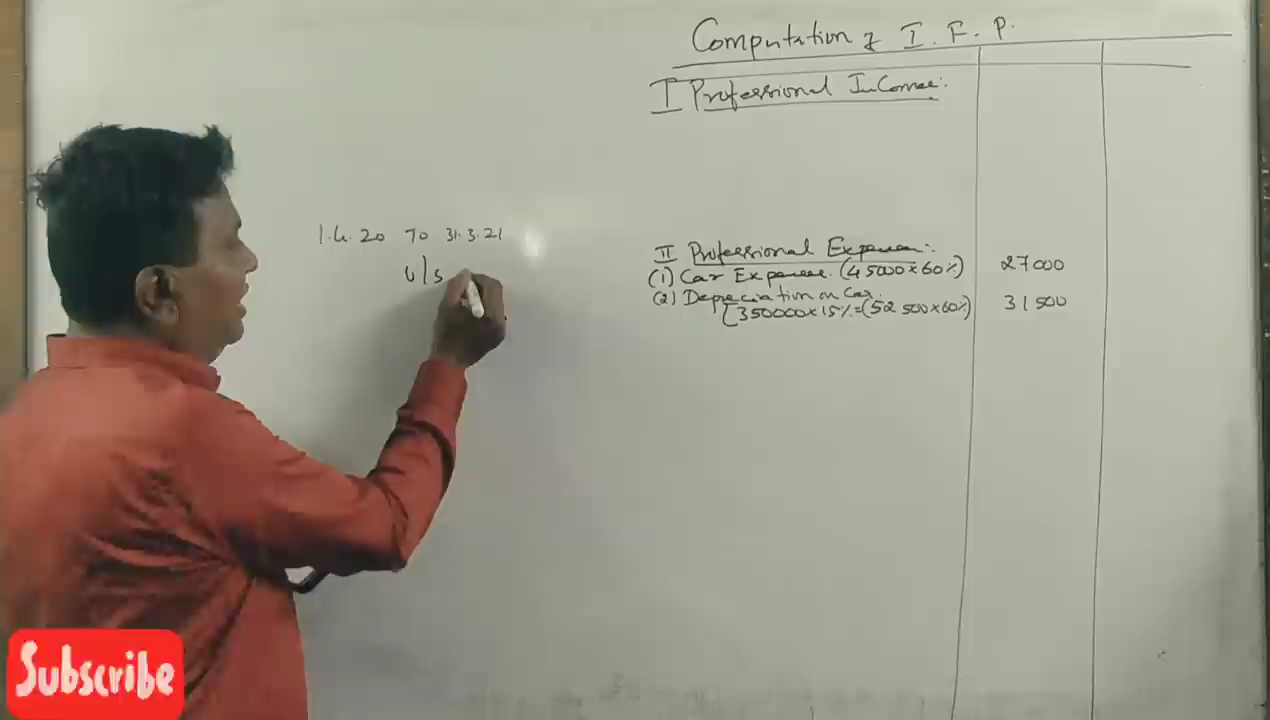 Computation of I. F. P.
I Professional Income:
1.4.20 To 31.3.21
u/s
II Professional Expenses:
(1) Car Expenses. (45000×60%) 27000
(2) Depreciation on Car
[350000×15%=(52500×60%) 31500
Subscribe